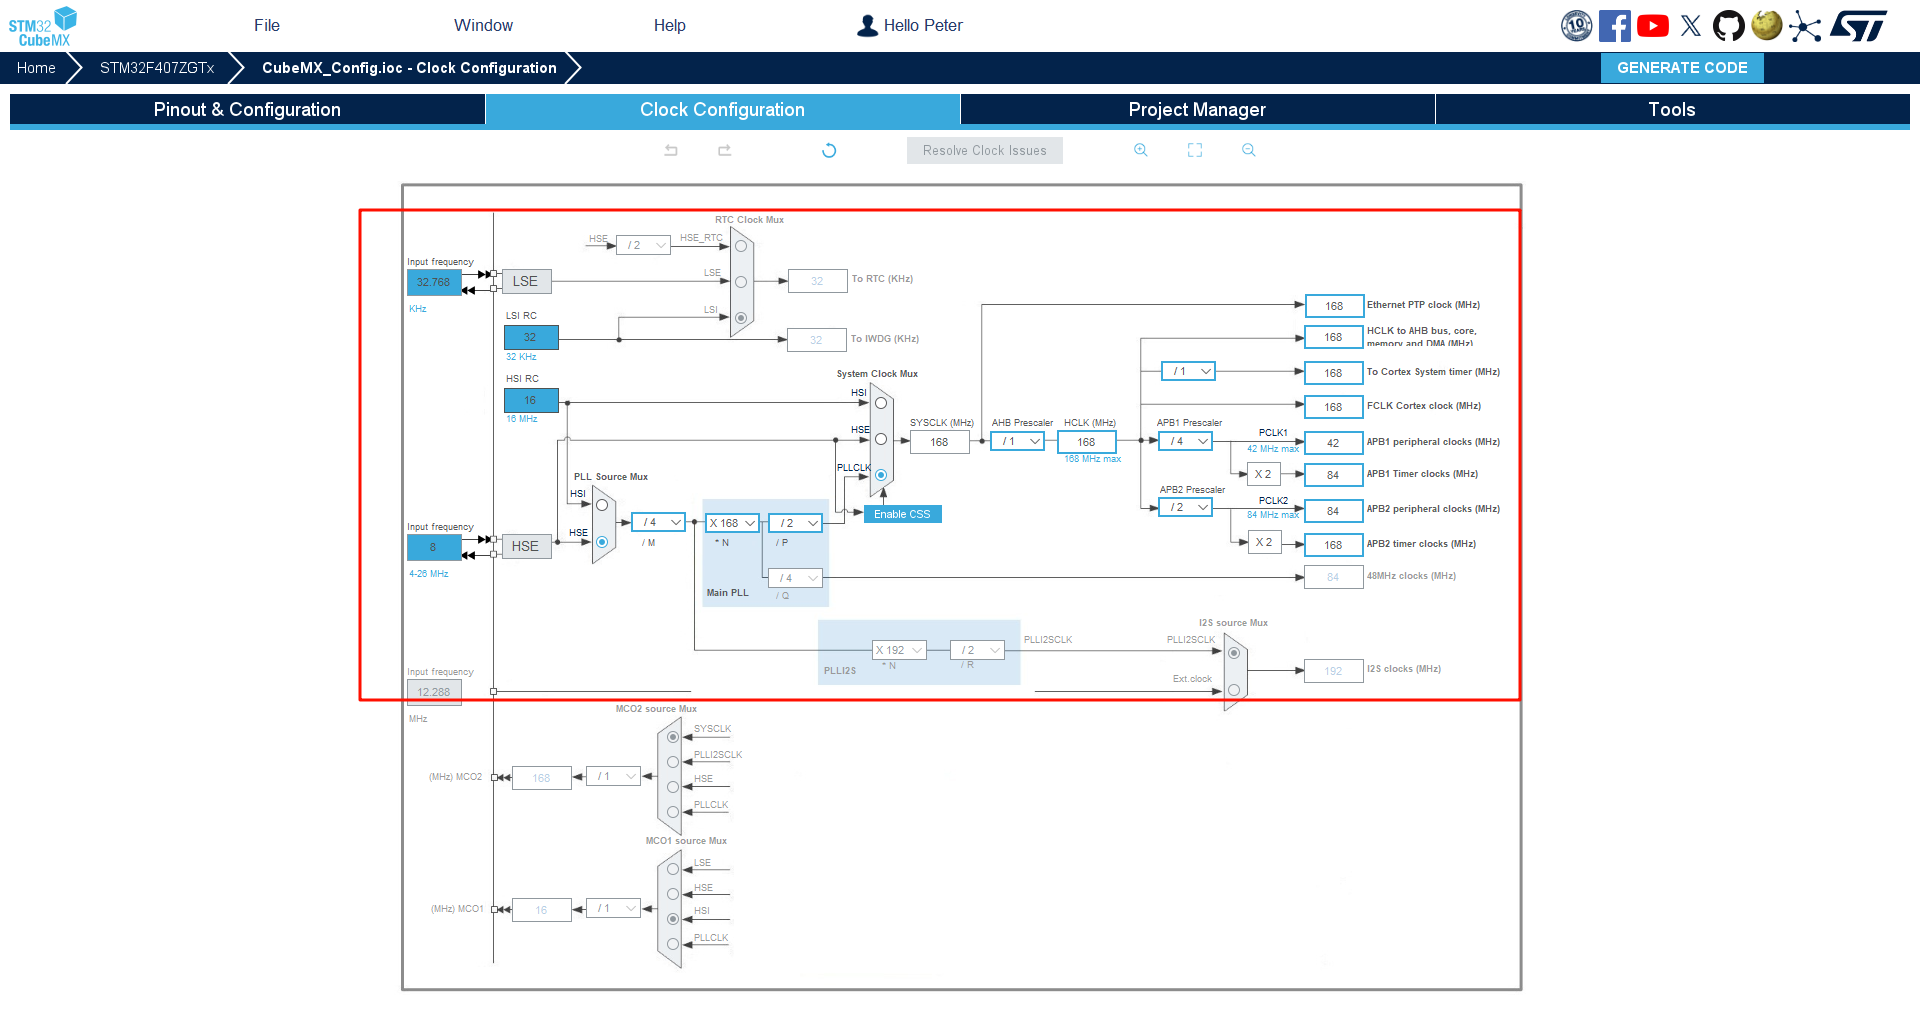 STM32
CubeMX
File
Window
Help
Hello Peter
10
Home
STM32F407ZGTx
CubeMX_Config.ioc - Clock Configuration
GENERATE CODE
Pinout & Configuration
Clock Configuration
Project Manager
Tools
Resolve Clock Issues
RTC Clock Mux
HSE
/ 2
HSE_RTC
Input frequency
32.768
KHz
LSE
LSE
32
To RTC (KHz)
LSI RC
32
32 KHz
LSI
32
To IWDG (KHz)
HSI RC
16
16 MHz
System Clock Mux
HSI
HSE
PLLCLK
SYSCLK (MHz)
168
AHB Prescaler
/ 1
HCLK (MHz)
168
168 MHz max
168
Ethernet PTP clock (MHz)
168
HCLK to AHB bus, core,
memory and DMA (MHz)
/ 1
168
To Cortex System timer (MHz)
168
FCLK Cortex clock (MHz)
APB1 Prescaler
/ 4
PCLK1
42 MHz max
42
APB1 peripheral clocks (MHz)
X 2
84
APB1 Timer clocks (MHz)
APB2 Prescaler
/ 2
PCLK2
84 MHz max
84
APB2 peripheral clocks (MHz)
X 2
168
APB2 timer clocks (MHz)
84
48MHz clocks (MHz)
PLL Source Mux
HSI
HSE
Input frequency
8
4-26 MHz
HSE
/ 4
/ M
X 168
* N
/ 2
/ P
/ 4
/ Q
Main PLL
Enable CSS
PLLI2S
X 192
* N
/ 2
/ R
PLLI2SCLK
I2S source Mux
PLLI2SCLK
Ext.clock
192
I2S clocks (MHz)
Input frequency
12.288
MHz
MCO2 source Mux
SYSCLK
PLLI2SCLK
HSE
PLLCLK
(MHz) MCO2
168
/ 1
MCO1 source Mux
LSE
HSE
HSI
PLLCLK
(MHz) MCO1
16
/ 1